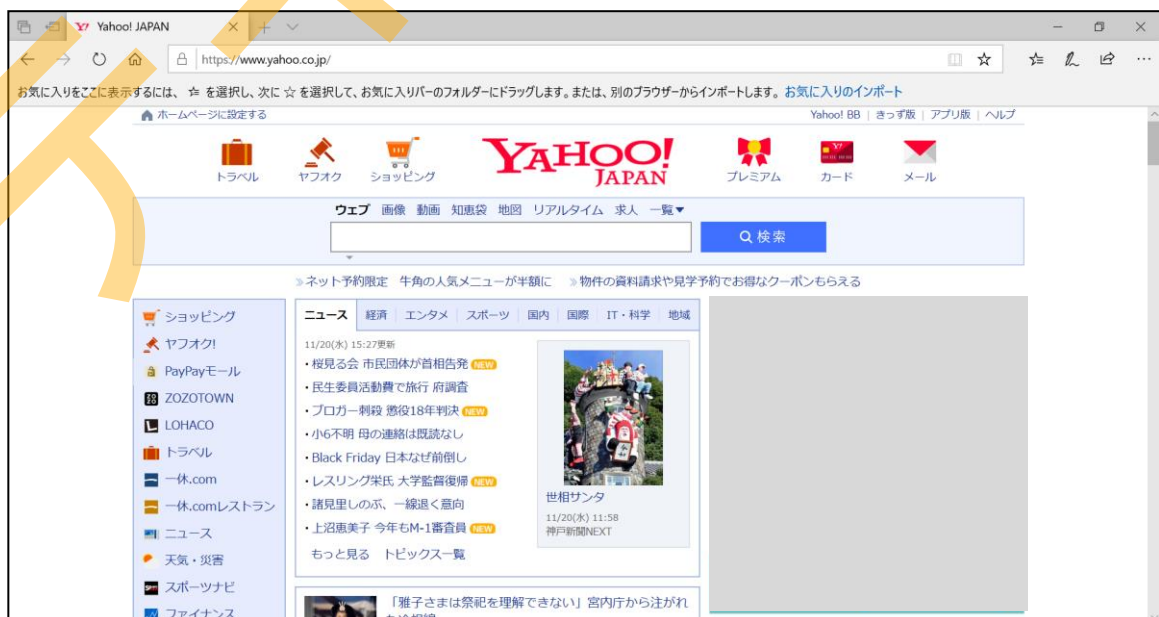 Yahoo! JAPAN
https://www.yahoo.co.jp/
お気に入りをここに表示するには、 を選択し、次に ☆ を選択して、お気に入りバーのフォルダーにドラッグします。または、別のブラウザーからインポートします。 お気に入りのインポート
ホームページに設定する
Yahoo! BB | きっず版 | アプリ版 | ヘルプ
YAHOO!
JAPAN
トラベル ヤフオク ショッピング プレミアム カード メール
ウェブ 画像 動画 知恵袋 地図 リアルタイム 求人 一覧▼
検索
»ネット予約限定 牛角の人気メニューが半額に »物件の資料請求や見学予約でお得なクーポンもらえる
ショッピング
ヤフオク!
PayPayモール
ZOZOTOWN
LOHACO
トラベル
一休.com
一休.comレストラン
ニュース
天気・災害
スポーツナビ
ファイナンス
ニュース 経済 エンタメ スポーツ 国内 国際 IT・科学 地域
11/20(水) 15:27更新
・桜見る会 市民団体が首相告発 NEW
・民生委員活動費で旅行 府調査
・ブロガー刺殺 懲役18年判決 NEW
・小6不明 母の連絡は既読なし
・Black Friday 日本なぜ前倒し
・レスリング栄氏 大学監督復帰 NEW
・諸見里しのぶ、一線退く意向
・上沼恵美子 今年もM-1審査員 NEW
もっと見る トピックス一覧
世相サンタ
11/20(水) 11:58
神戸新聞NEXT
「雅子さまは祭祀を理解できない」宮内庁から注がれ